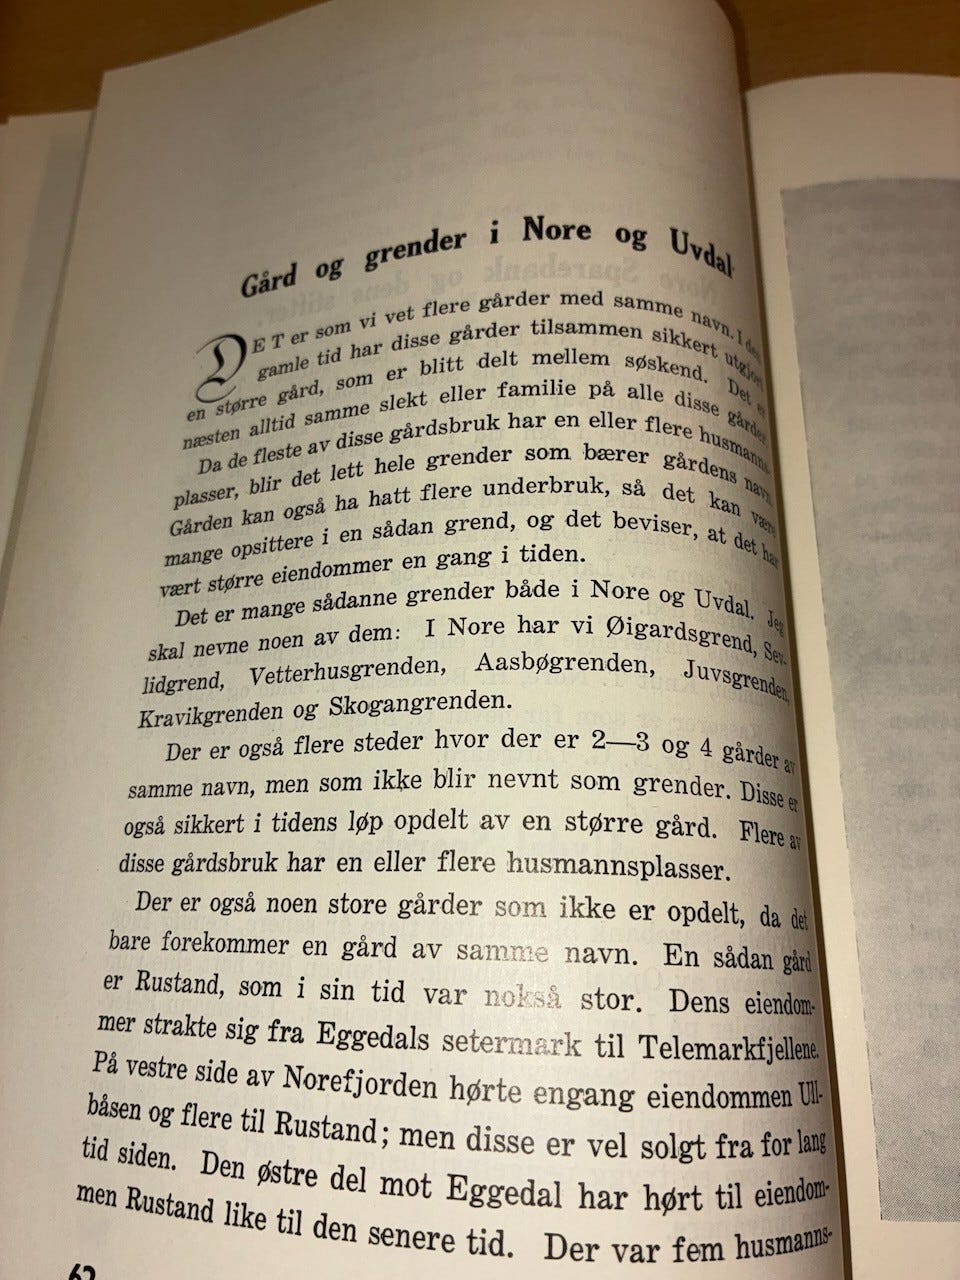 Gård og grender i Nore og Uvdal
DET er som vi vet flere gårder med samme navn. I den
gamle tid har disse gårder tilsammen sikkert utgjort
en større gård, som er blitt delt mellem søskend. Det er
næsten alltid samme slekt eller familie på alle disse gårder
Da de fleste av disse gårdsbruk har en eller flere husmanns-
plasser, blir det lett hele grender som bærer gårdens navn
Gården kan også ha hatt flere underbruk, så det kan være
mange opsittere i en sådan grend, og det beviser, at det har
vært større eiendommer en gang i tiden.
Det er mange sådanne grender både i Nore og Uvdal. Jeg
skal nevne noen av dem: I Nore har vi Øigardsgrend, Sev-
lidgrend, Vetterhusgrenden, Aasbøgrenden, Juvsgrenden,
Kravikgrenden og Skogangrenden.
Der er også flere steder hvor der er 2—3 og 4 gårder av
samme navn, men som ikke blir nevnt som grender. Disse er
også sikkert i tidens løp opdelt av en større gård. Flere av
disse gårdsbruk har en eller flere husmannsplasser.
Der er også noen store gårder som ikke er opdelt, da det
bare forekommer en gård av samme navn. En sådan gård
er Rustand, som i sin tid var nokså stor. Dens eiendom-
mer strakte sig fra Eggedals setermark til Telemarkfjellene.
På vestre side av Norefjorden hørte engang eiendommen Ull-
båsen og flere til Rustand; men disse er vel solgt fra for lang
tid siden. Den østre del mot Eggedal har hørt til eiendom-
men Rustand like til den senere tid. Der var fem husmanns-
62